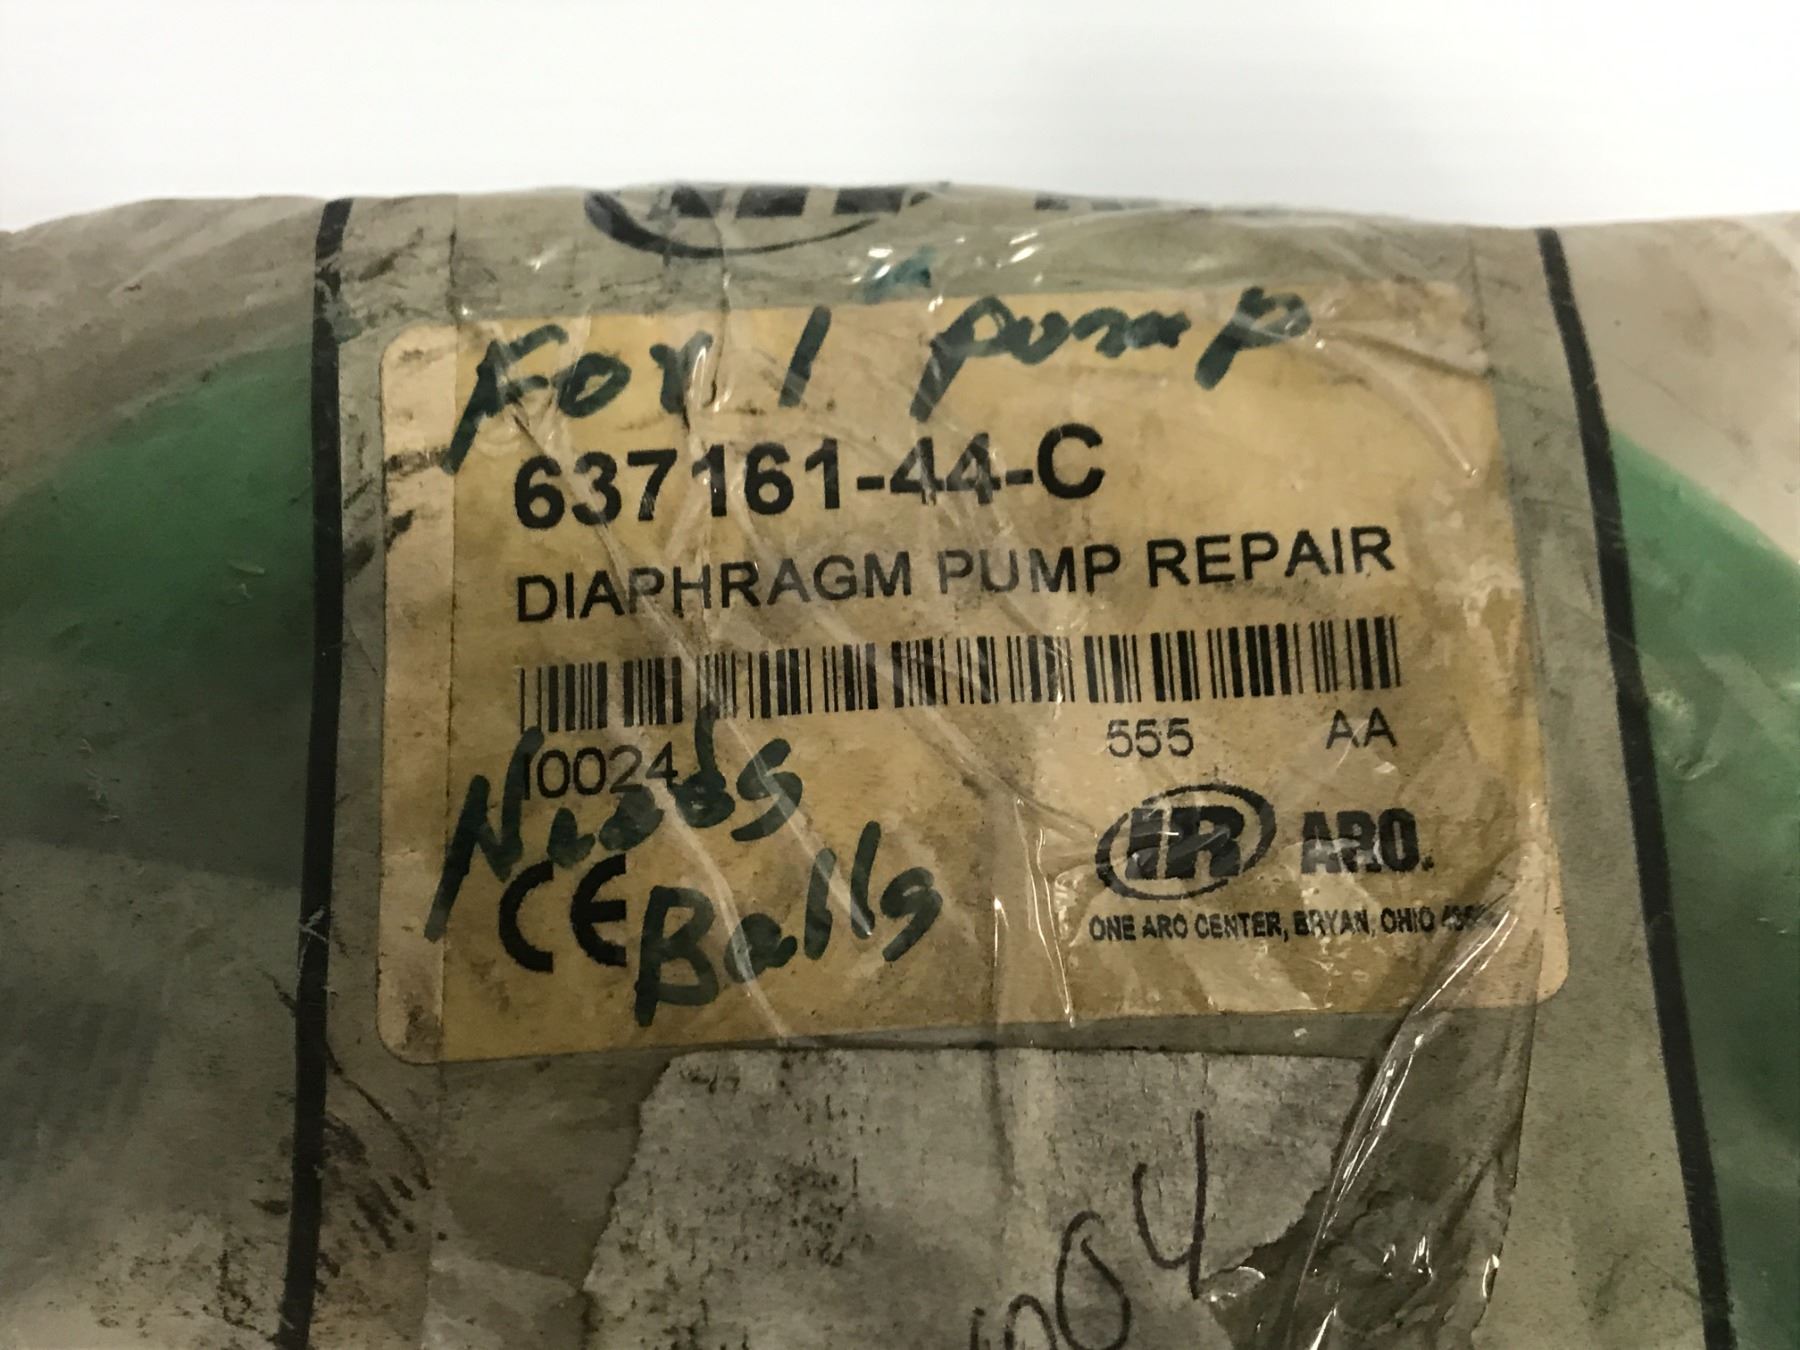 For 1 pump
637161-44-C
DIAPHRAGM PUMP REPAIR
10024 555 AA
Needs
CE Balls
IR ARO.
ONE ARO CENTER, BRYAN, OHIO
004